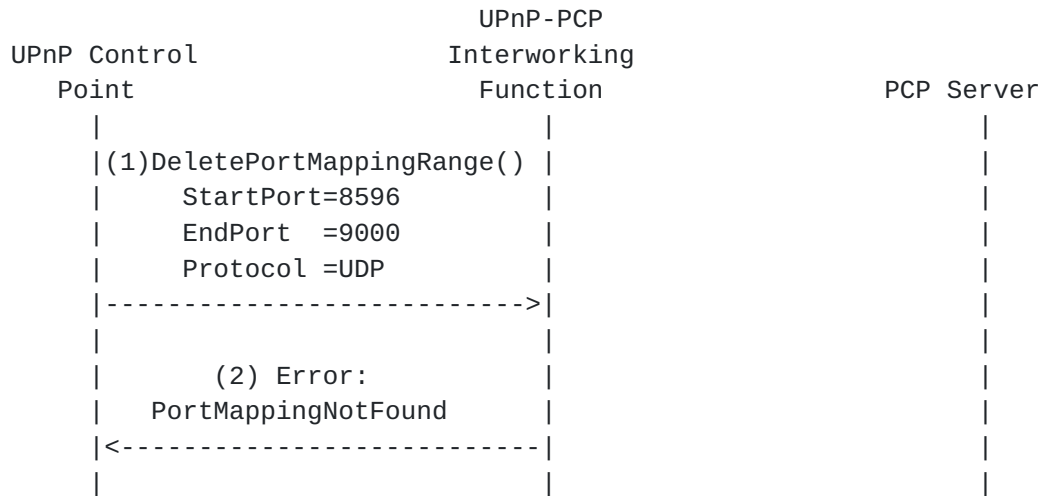 UPnP-PCP
UPnP Control Interworking
Point Function PCP Server
| | |
|(1)DeletePortMappingRange() | |
| StartPort=8596 | |
| EndPort =9000 | |
| Protocol =UDP | |
|--------------------------->| |
| | |
| (2) Error: | |
| PortMappingNotFound | |
|<---------------------------| |
| | |